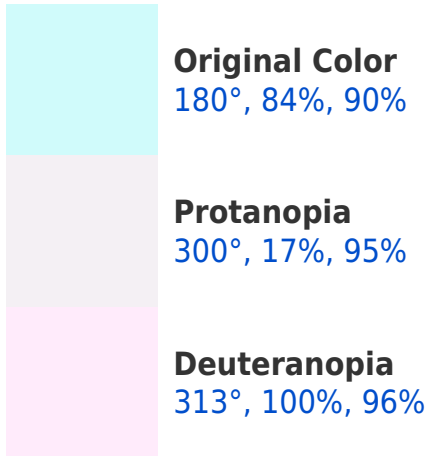 Original Color
180°, 84%, 90%
Protanopia
300°, 17%, 95%
Deuteranopia
313°, 100%, 96%